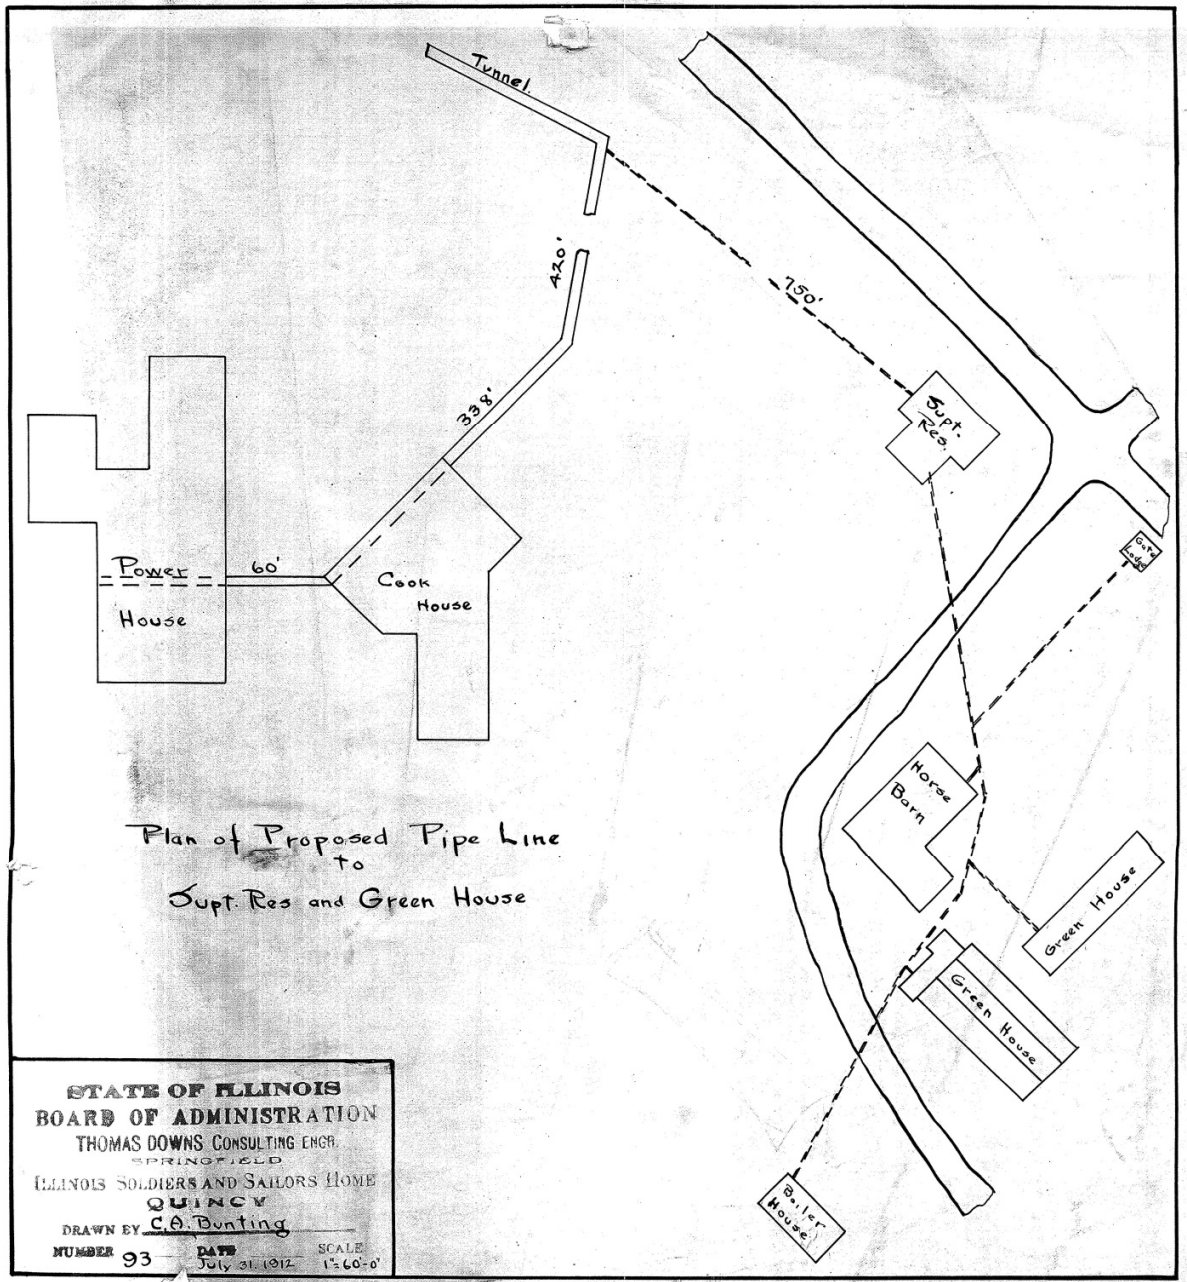 Tunnel.
420'
750'
338'
Supt.
Res.
Gate
Lodge
Power
House
60'
Cook
House
Horse
Barn
Plan of Proposed Pipe Line
to
Supt. Res and Green House
Green House
Green House
Boiler
House
STATE OF ILLINOIS
BOARD OF ADMINISTRATION
THOMAS DOWNS CONSULTING ENGR.
SPRINGFIELD
ILLINOIS SOLDIERS AND SAILORS HOME
QUINCY
DRAWN BY C.A. Bunting
NUMBER 93 DATE July 31. 1912 SCALE 1"=60'-0"